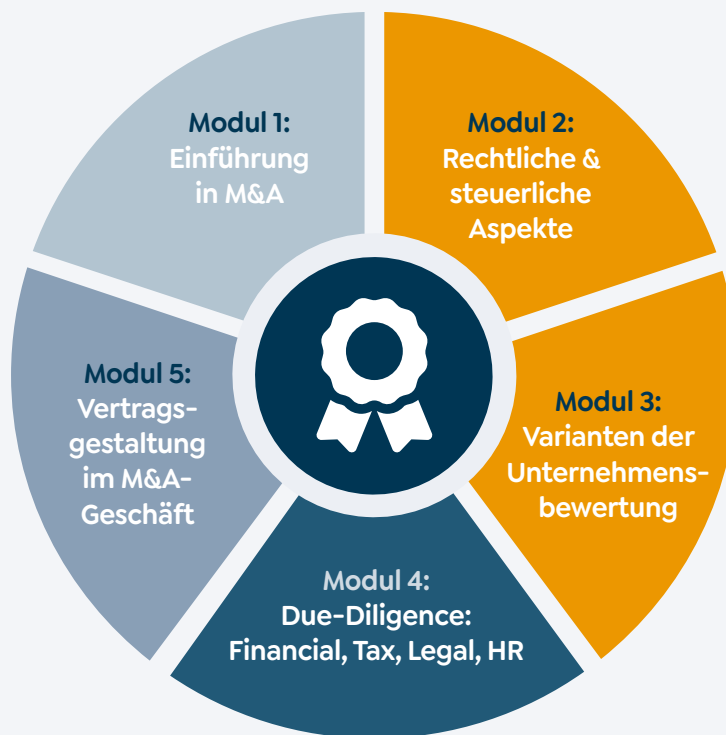 Modul 1:
Einführung
in M&A
Modul 2:
Rechtliche &
steuerliche
Aspekte
Modul 3:
Varianten der
Unternehmens-
bewertung
Modul 4:
Due-Diligence:
Financial, Tax, Legal, HR
Modul 5:
Vertrags-
gestaltung
im M&A-
Geschäft